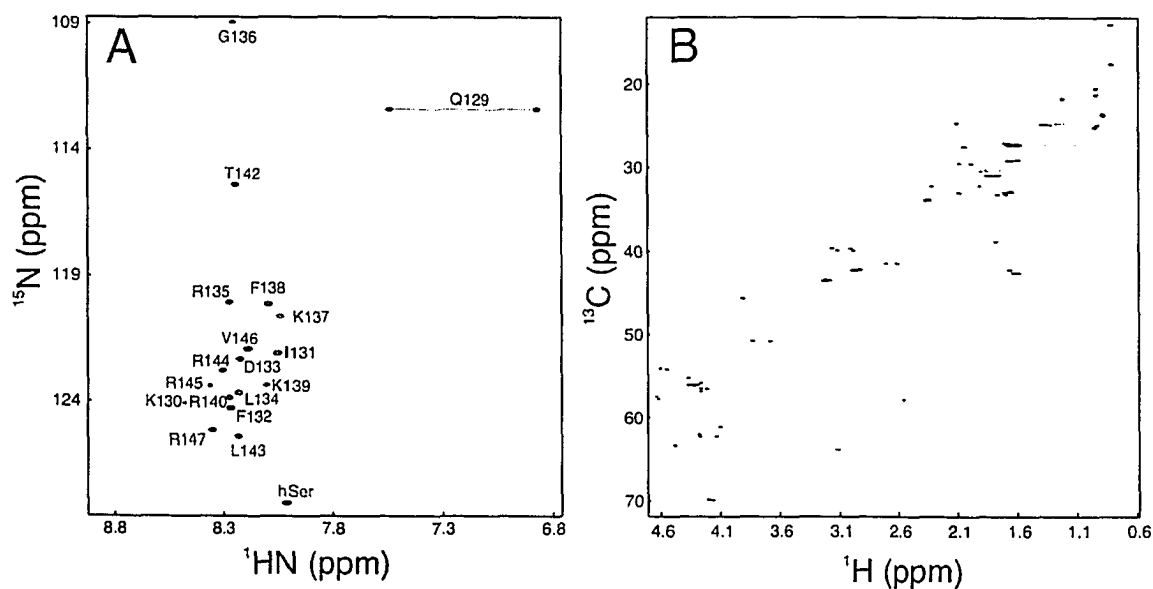 A
109
114
119
124
¹⁵N (ppm)
G136
Q129
T142
R135
F138
K137
V146
I131
R144
D133
R145
K139
K130-R140
L134
F132
R147
L143
hSer
8.8
8.3
7.8
7.3
6.8
¹HN (ppm)
B
20
30
40
50
60
70
¹³C (ppm)
4.6
4.1
3.6
3.1
2.6
2.1
1.6
1.1
0.6
¹H (ppm)